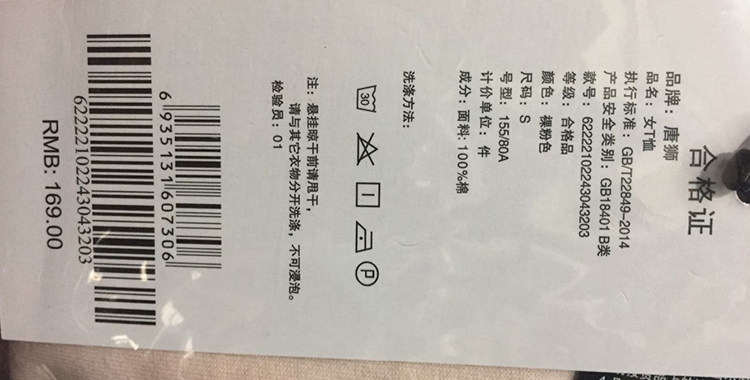 合格证
品牌：唐狮
品名：女T恤
执行标准：GB/T22849-2014
产品安全类别：GB18401 B类
款号：62222102243043203
等级：合格品
颜色：裸粉色
尺码：S
号型：155/80A
计价单位：件
成分：面料：100%棉
洗涤方法：
30
P
注：悬挂晾干前请甩干，
请与其它衣物分开洗涤，不可浸泡。
检验员：01
6 935131 607306
62222102243043203
RMB: 169.00